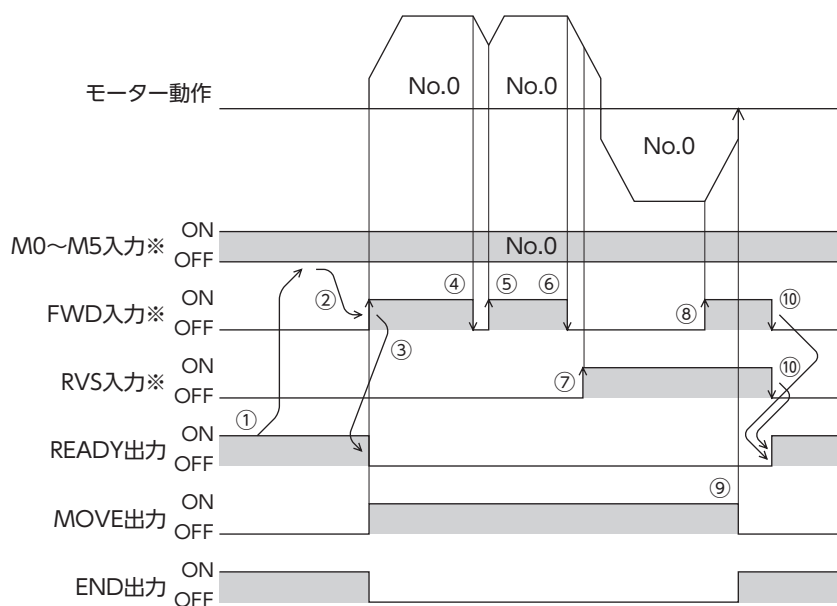 モーター動作
No.0
No.0
No.0
M0～M5入力※
ON
OFF
No.0
FWD入力※
ON
OFF
②
③
④
⑤
⑥
⑧
⑩
RVS入力※
ON
OFF
⑦
⑩
READY出力
ON
OFF
①
MOVE出力
ON
OFF
⑨
END出力
ON
OFF